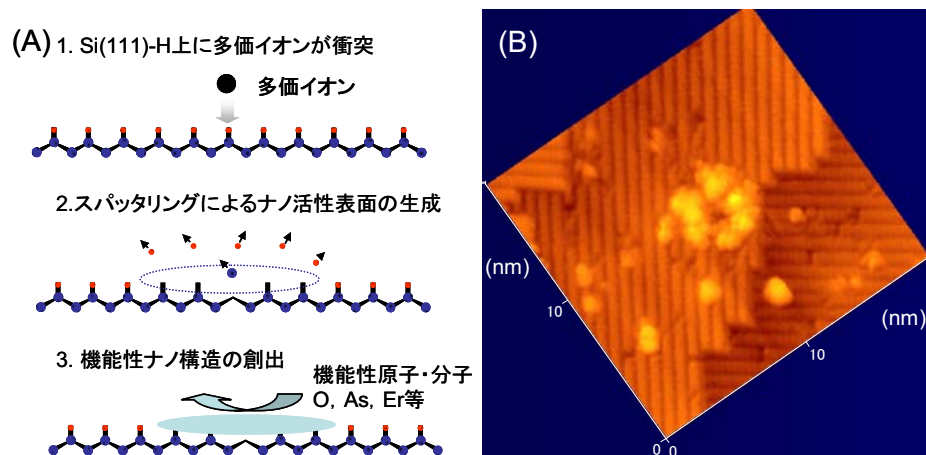 (A) 1. Si(111)-H上に多価イオンが衝突
多価イオン
2.スパッタリングによるナノ活性表面の生成
3. 機能性ナノ構造の創出
機能性原子・分子
O, As, Er等
(B)
(nm)
10
(nm)
10
0
0